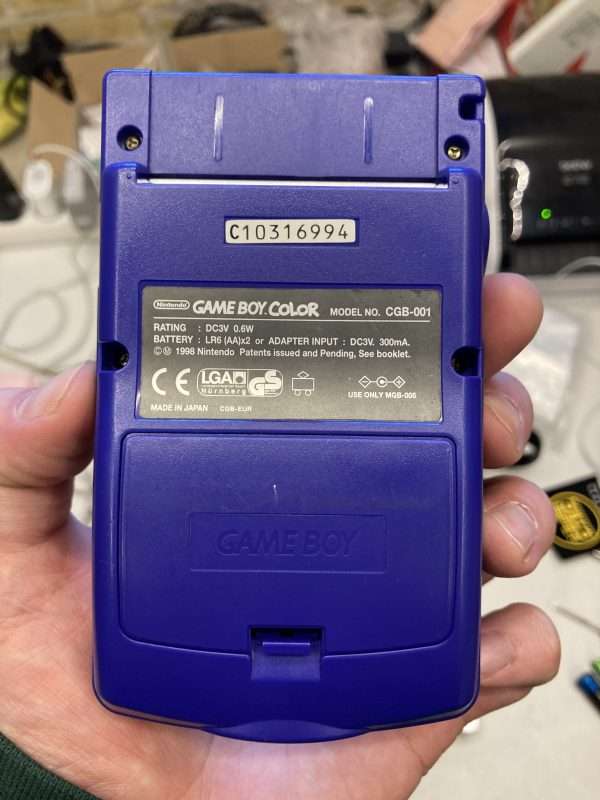 C10316994
Nintendo GAME BOY COLOR MODEL NO. CGB-001
RATING : DC3V 0.6W
BATTERY : LR6 (AA)x2 or ADAPTER INPUT : DC3V. 300mA.
©Ⓜ 1998 Nintendo Patents issued and Pending, See booklet.
CE LGA GS
Nürnberg
USE ONLY MGB-005
MADE IN JAPAN CGB-EUR
GAME BOY